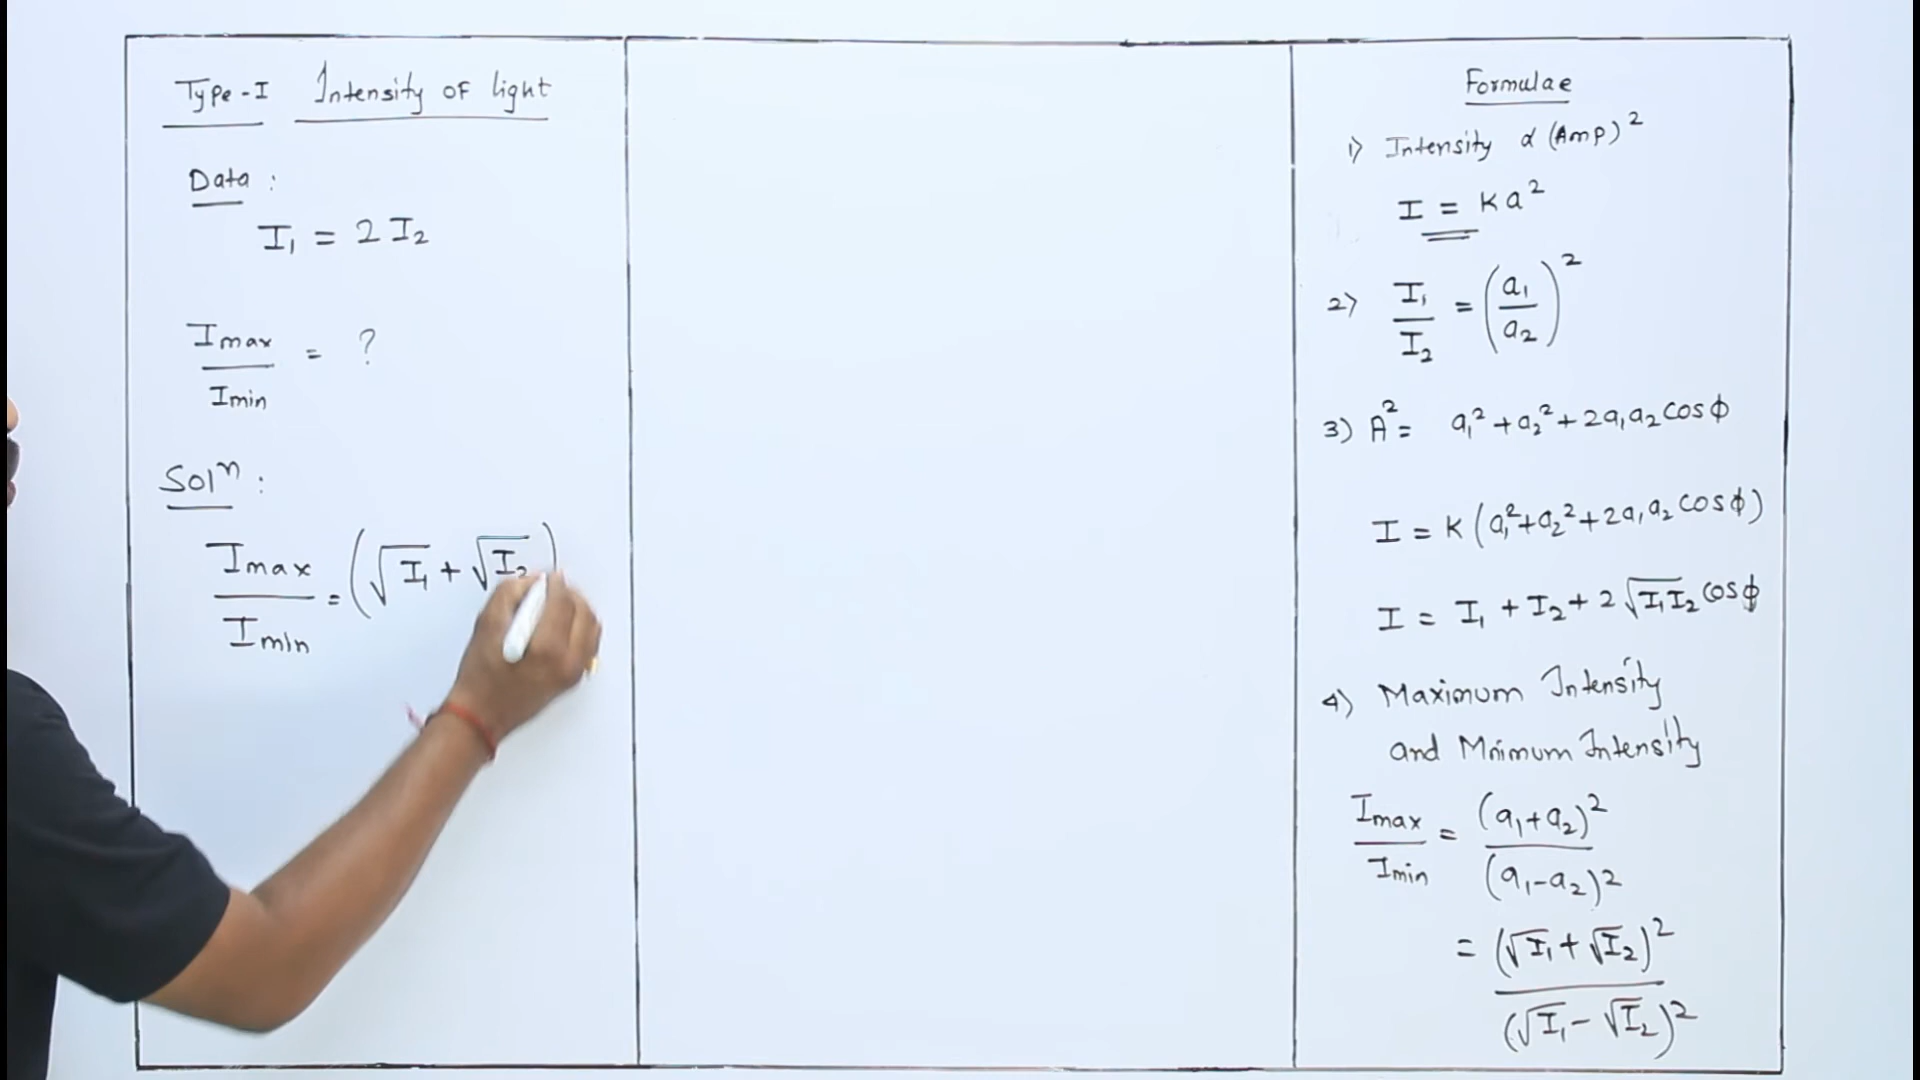 Type-I Intensity of light
Data :
I₁ = 2 I₂
Imax / Imin = ?
Solⁿ :
Imax / Imin = (√I₁ + √I₂)
Formulae
1) Intensity α (Amp)²
I = Ka²
2) I₁ / I₂ = (a₁ / a₂)²
3) A² = a₁² + a₂² + 2a₁a₂ cos ϕ
I = K (a₁² + a₂² + 2a₁a₂ cos ϕ)
I = I₁ + I₂ + 2 √I₁I₂ cos ϕ
4) Maximum Intensity
and Mnimum Intensity
Imax / Imin = (a₁+a₂)² / (a₁-a₂)²
= (√I₁ + √I₂)² / (√I₁ - √I₂)²